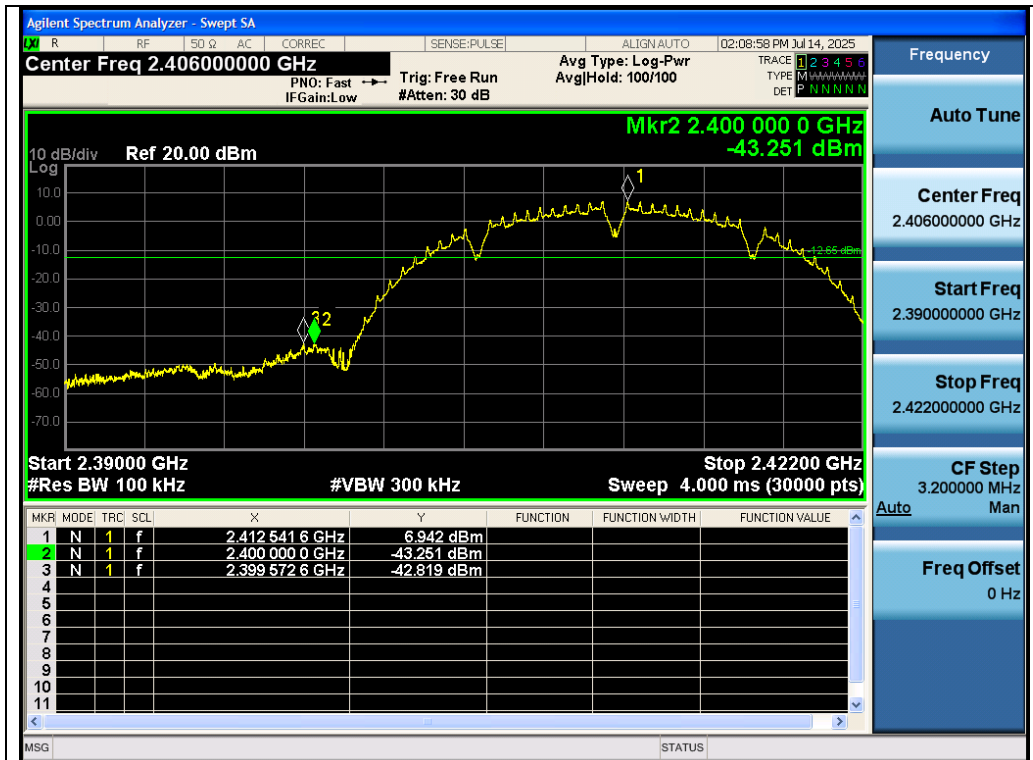 Agilent Spectrum Analyzer - Swept SA
LXI R RF 50 Ω AC CORREC SENSE:PULSE ALIGN AUTO 02:08:58 PM Jul 14, 2025
Center Freq 2.406000000 GHz
PNO: Fast
IFGain:Low
Trig: Free Run
#Atten: 30 dB
Avg Type: Log-Pwr
Avg|Hold: 100/100
TRACE 1 2 3 4 5 6
TYPE M WWWWW
DET P N N N N N
Frequency
Auto Tune
Center Freq
2.406000000 GHz
Start Freq
2.390000000 GHz
Stop Freq
2.422000000 GHz
CF Step
3.200000 MHz
Auto Man
Freq Offset
0 Hz
Mkr2 2.400 000 0 GHz
-43.251 dBm
10 dB/div Ref 20.00 dBm
Log
10.0
0.00
-10.0
-20.0
-30.0
-40.0
-50.0
-60.0
-70.0
1
-12.65 dBm
3 2
Start 2.39000 GHz Stop 2.42200 GHz
#Res BW 100 kHz #VBW 300 kHz Sweep 4.000 ms (30000 pts)
MKR MODE TRC SCL X Y FUNCTION FUNCTION WIDTH FUNCTION VALUE
1 N 1 f 2.412 541 6 GHz 6.942 dBm
2 N 1 f 2.400 000 0 GHz -43.251 dBm
3 N 1 f 2.399 572 6 GHz -42.819 dBm
4
5
6
7
8
9
10
11
MSG STATUS